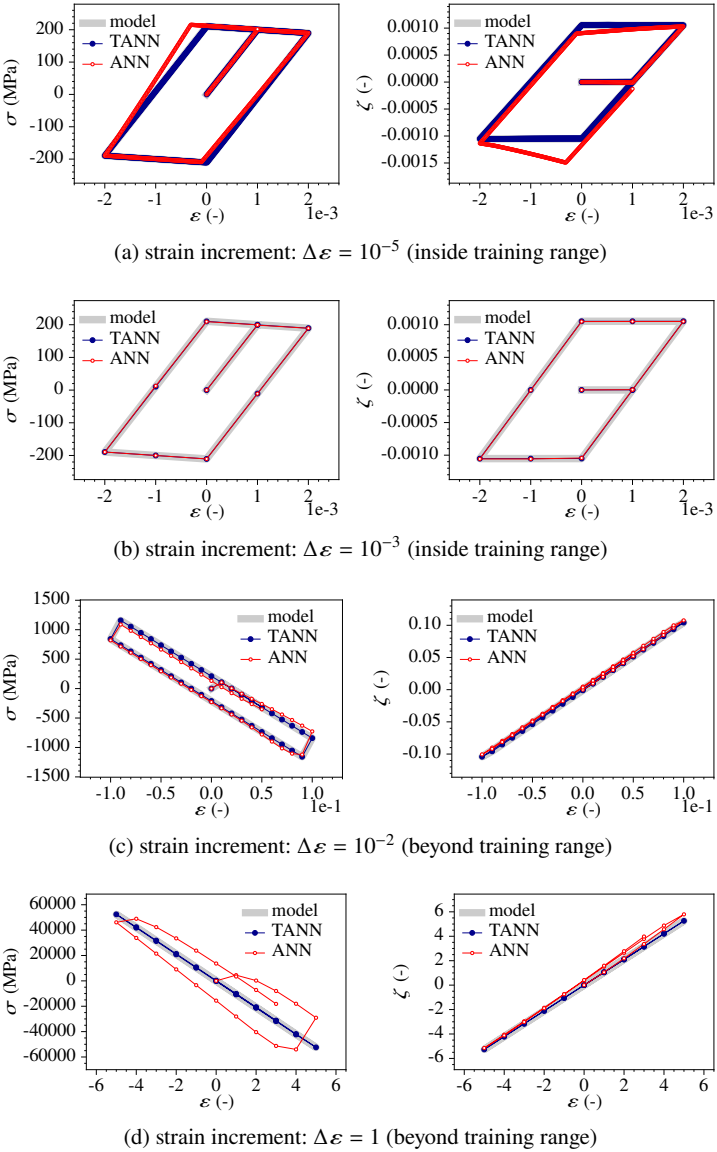 model
TANN
ANN
200
100
0
-100
-200
σ (MPa)
-2 -1 0 1 2
1e-3
ε (-)
model
TANN
ANN
0.0010
0.0005
0.0000
-0.0005
-0.0010
-0.0015
ζ (-)
-2 -1 0 1 2
1e-3
ε (-)
(a) strain increment: Δε = 10⁻⁵ (inside training range)
model
TANN
ANN
200
100
0
-100
-200
σ (MPa)
-2 -1 0 1 2
1e-3
ε (-)
model
TANN
ANN
0.0010
0.0005
0.0000
-0.0005
-0.0010
ζ (-)
-2 -1 0 1 2
1e-3
ε (-)
(b) strain increment: Δε = 10⁻³ (inside training range)
model
TANN
ANN
1500
1000
500
0
-500
-1000
-1500
σ (MPa)
-1.0 -0.5 0.0 0.5 1.0
1e-1
ε (-)
model
TANN
ANN
0.10
0.05
0.00
-0.05
-0.10
ζ (-)
-1.0 -0.5 0.0 0.5 1.0
1e-1
ε (-)
(c) strain increment: Δε = 10⁻² (beyond training range)
model
TANN
ANN
60000
40000
20000
0
-20000
-40000
-60000
σ (MPa)
-6 -4 -2 0 2 4 6
ε (-)
model
TANN
ANN
6
4
2
0
-2
-4
-6
ζ (-)
-6 -4 -2 0 2 4 6
ε (-)
(d) strain increment: Δε = 1 (beyond training range)